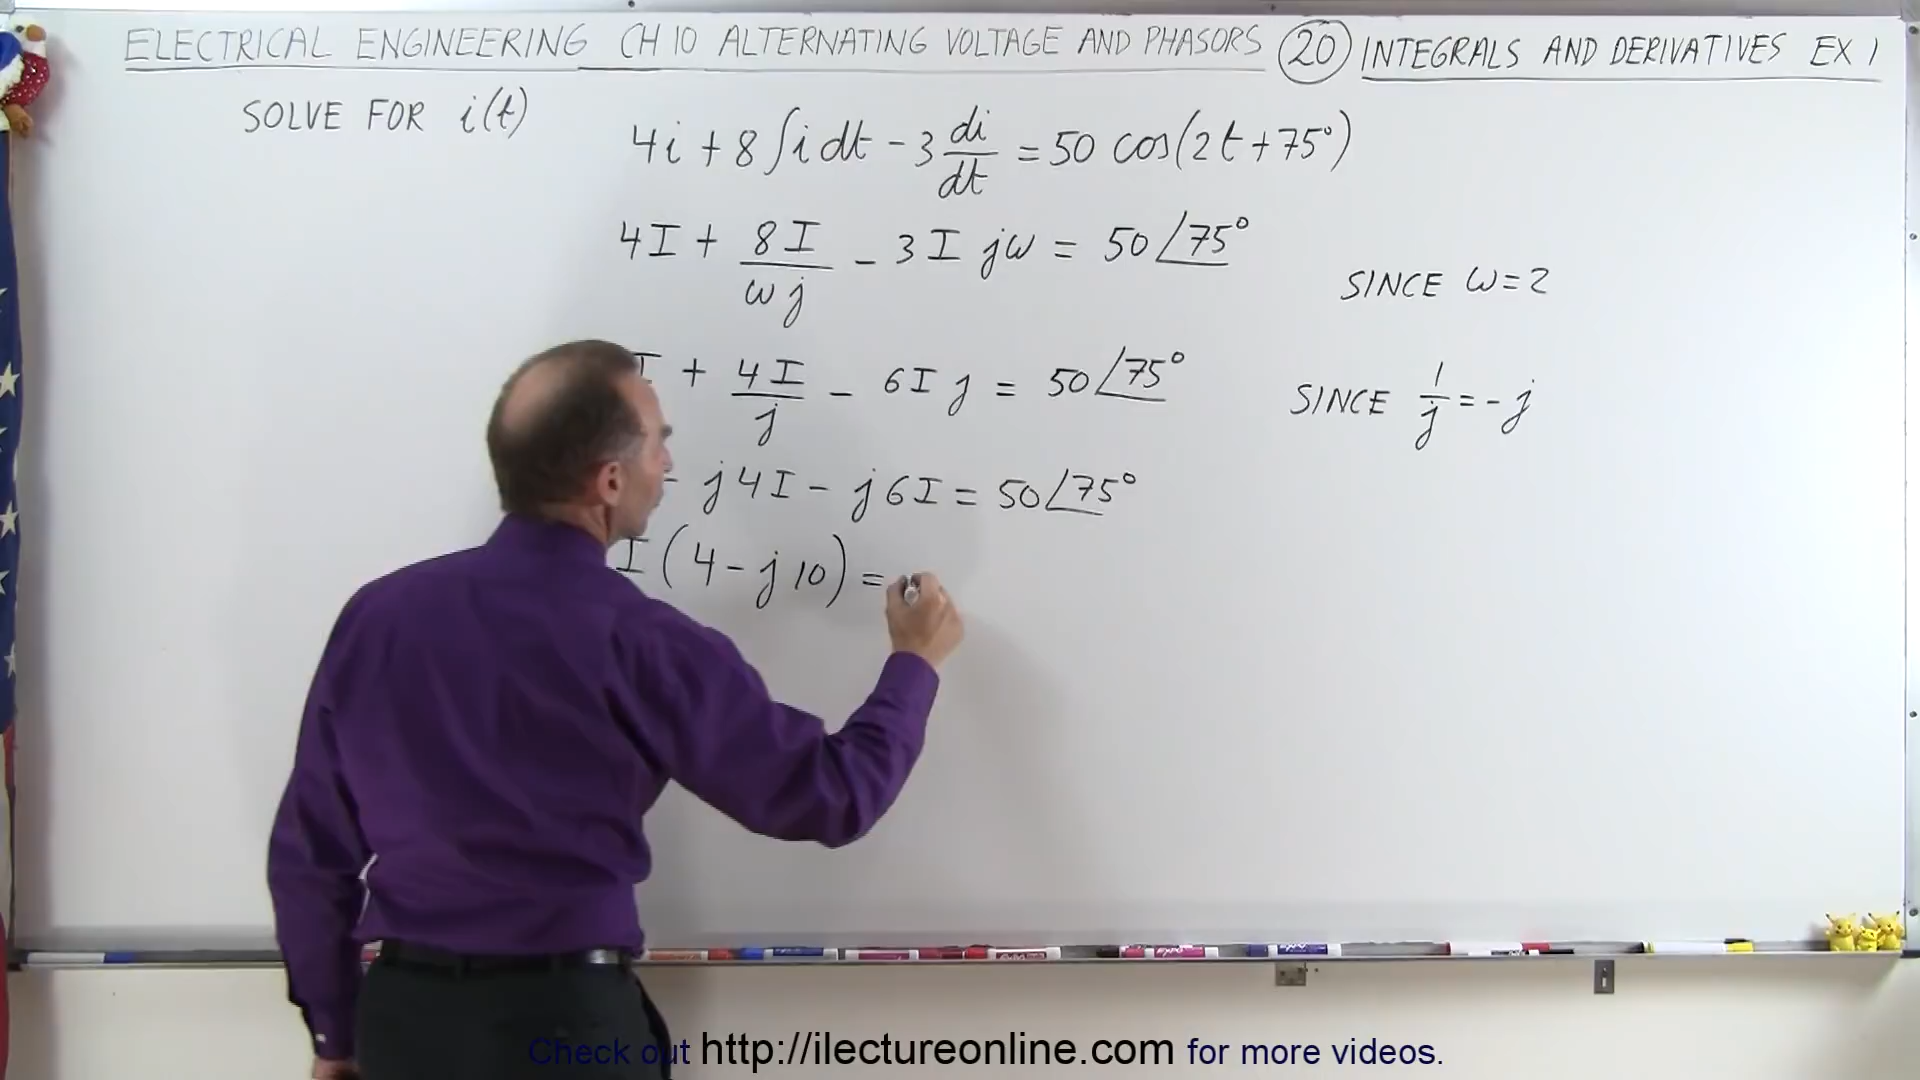 ELECTRICAL ENGINEERING CH 10 ALTERNATING VOLTAGE AND PHASORS (20) INTEGRALS AND DERIVATIVES EX 1
SOLVE FOR i(t)
4i + 8∫i dt - 3 di/dt = 50 cos(2t+75°)
4I + 8I/ωj - 3I jω = 50∠75°
SINCE ω=2
I + 4I/j - 6I j = 50∠75°
SINCE 1/j = -j
- j4I - j6I = 50∠75°
I(4 - j10) =
Check out http://ilectureonline.com for more videos.